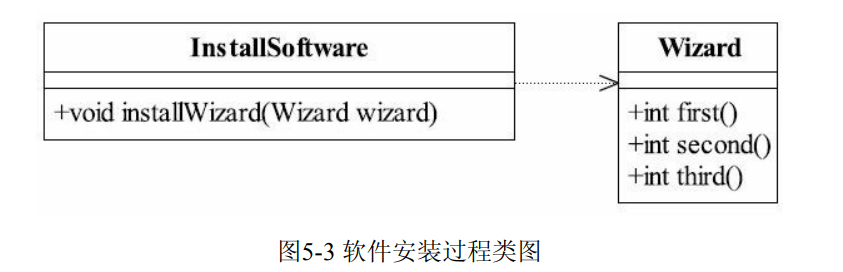 InstallSoftware
+void installWizard(Wizard wizard)
Wizard
+int first()
+int second()
+int third()
图5-3 软件安装过程类图